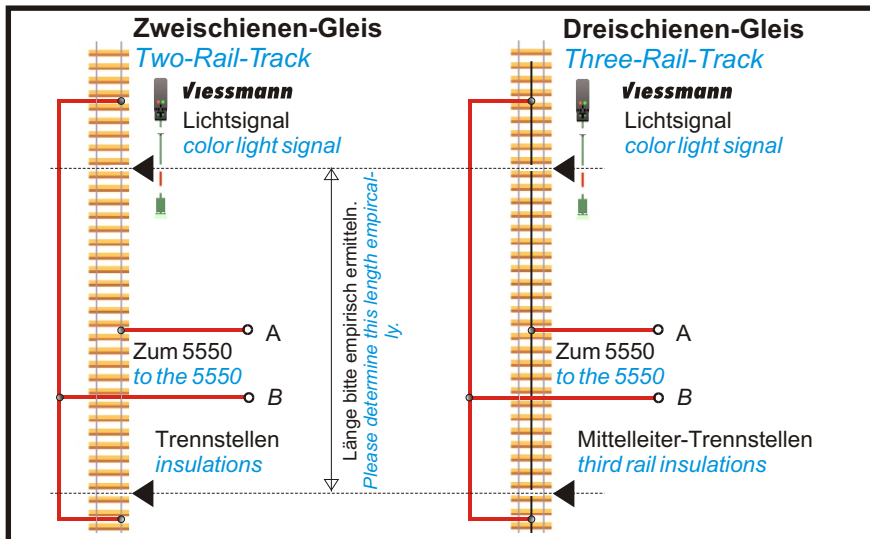 Zweischienen-Gleis
Two-Rail-Track
Viessmann
Lichtsignal
color light signal
Länge bitte empirisch ermitteln.
Please determine this length empircal-
ly.
A
Zum 5550
to the 5550
B
Trennstellen
insulations
Dreischienen-Gleis
Three-Rail-Track
Viessmann
Lichtsignal
color light signal
A
Zum 5550
to the 5550
B
Mittelleiter-Trennstellen
third rail insulations